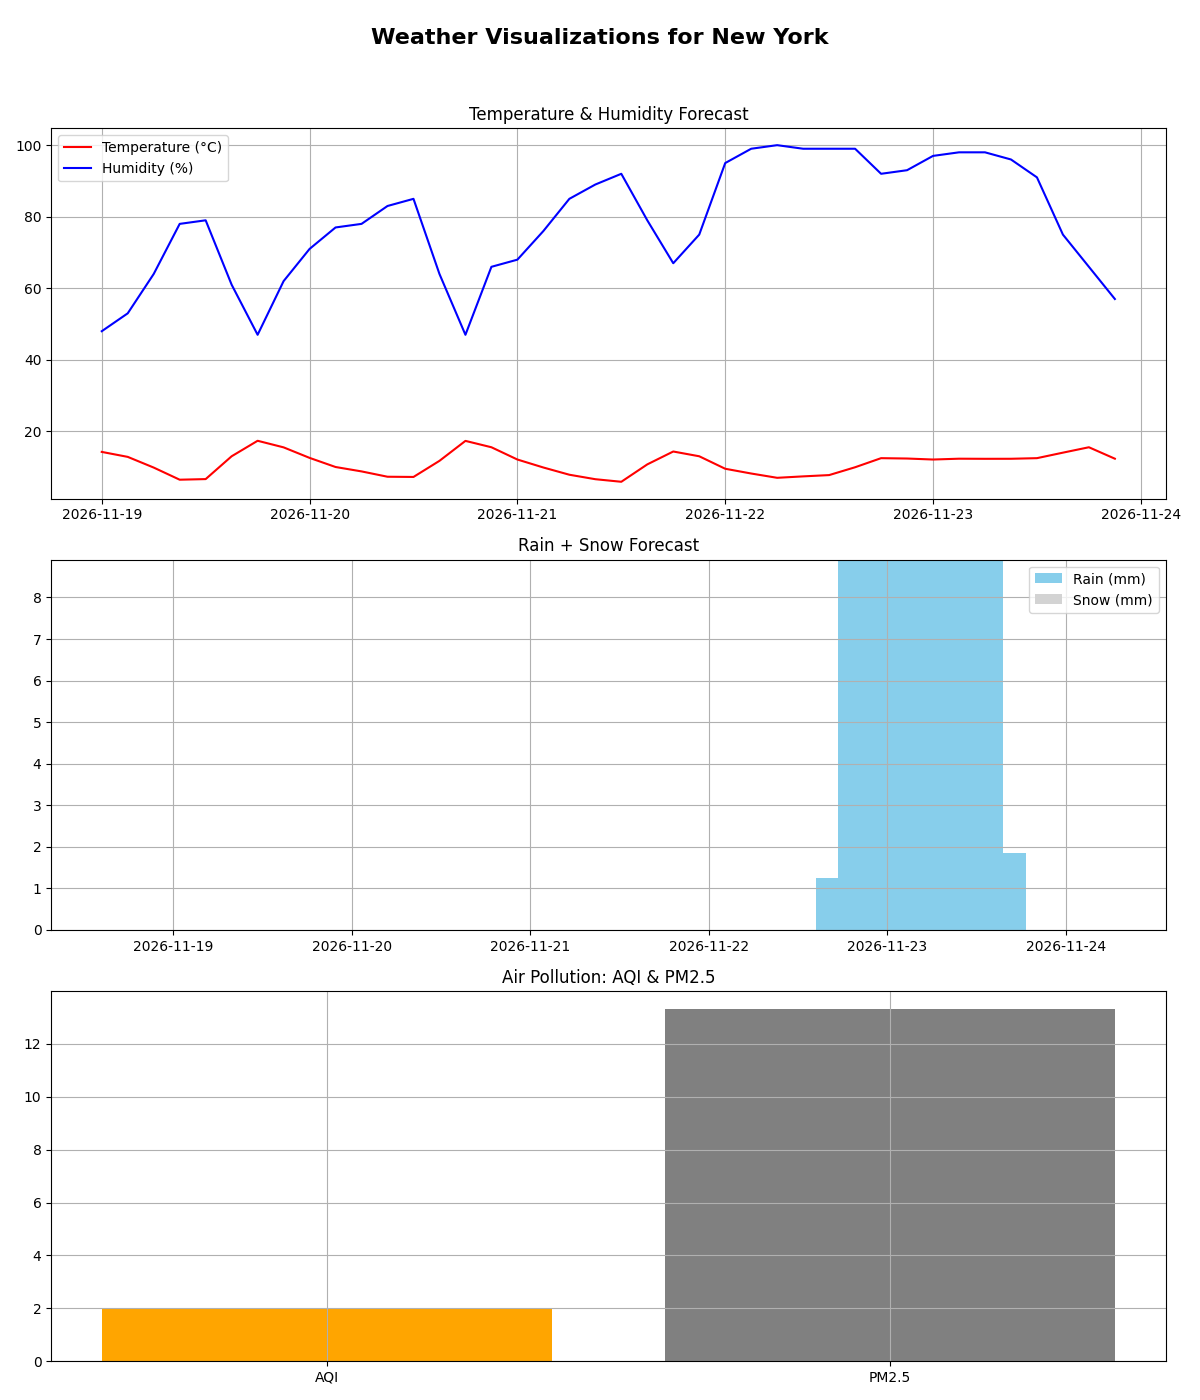 Weather Visualizations for New York
Temperature & Humidity Forecast
Temperature (°C)
Humidity (%)
100
80
60
40
20
2026-11-19 2026-11-20 2026-11-21 2026-11-22 2026-11-23 2026-11-24
Rain + Snow Forecast
Rain (mm)
Snow (mm)
8
7
6
5
4
3
2
1
0
2026-11-19 2026-11-20 2026-11-21 2026-11-22 2026-11-23 2026-11-24
Air Pollution: AQI & PM2.5
12
10
8
6
4
2
0
AQI PM2.5